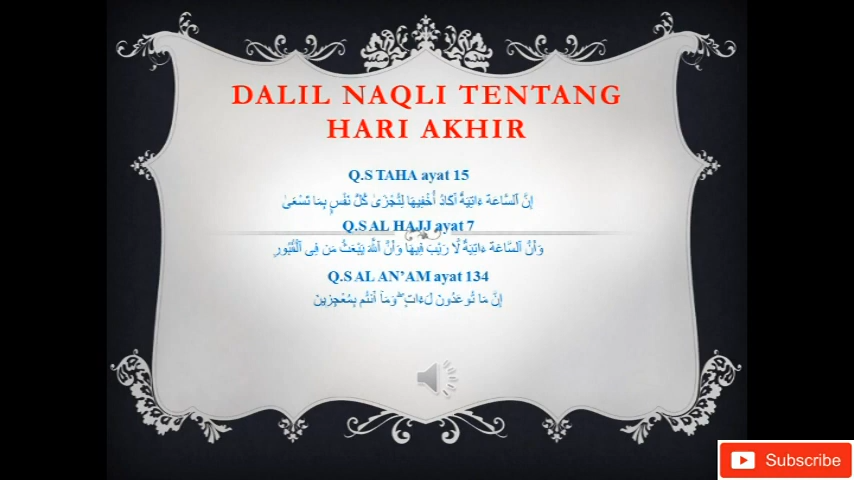 DALIL NAQLI TENTANG
HARI AKHIR
Q.S TAHA ayat 15
إِنَّ ٱلسَّاعَةَ ءَاتِيَةٌ أَكَادُ أُخْفِيهَا لِتُجْزَىٰ كُلُّ نَفْسٍۭ بِمَا تَسْعَىٰ
Q.S AL HAJJ ayat 7
وَأَنَّ ٱلسَّاعَةَ ءَاتِيَةٌ لَّا رَيْبَ فِيهَا وَأَنَّ ٱللَّهَ يَبْعَثُ مَن فِى ٱلْقُبُورِ
Q.S AL AN’AM ayat 134
إِنَّ مَا تُوعَدُونَ لَءَاتٍ ۖ وَمَآ أَنتُم بِمُعْجِزِينَ
Subscribe